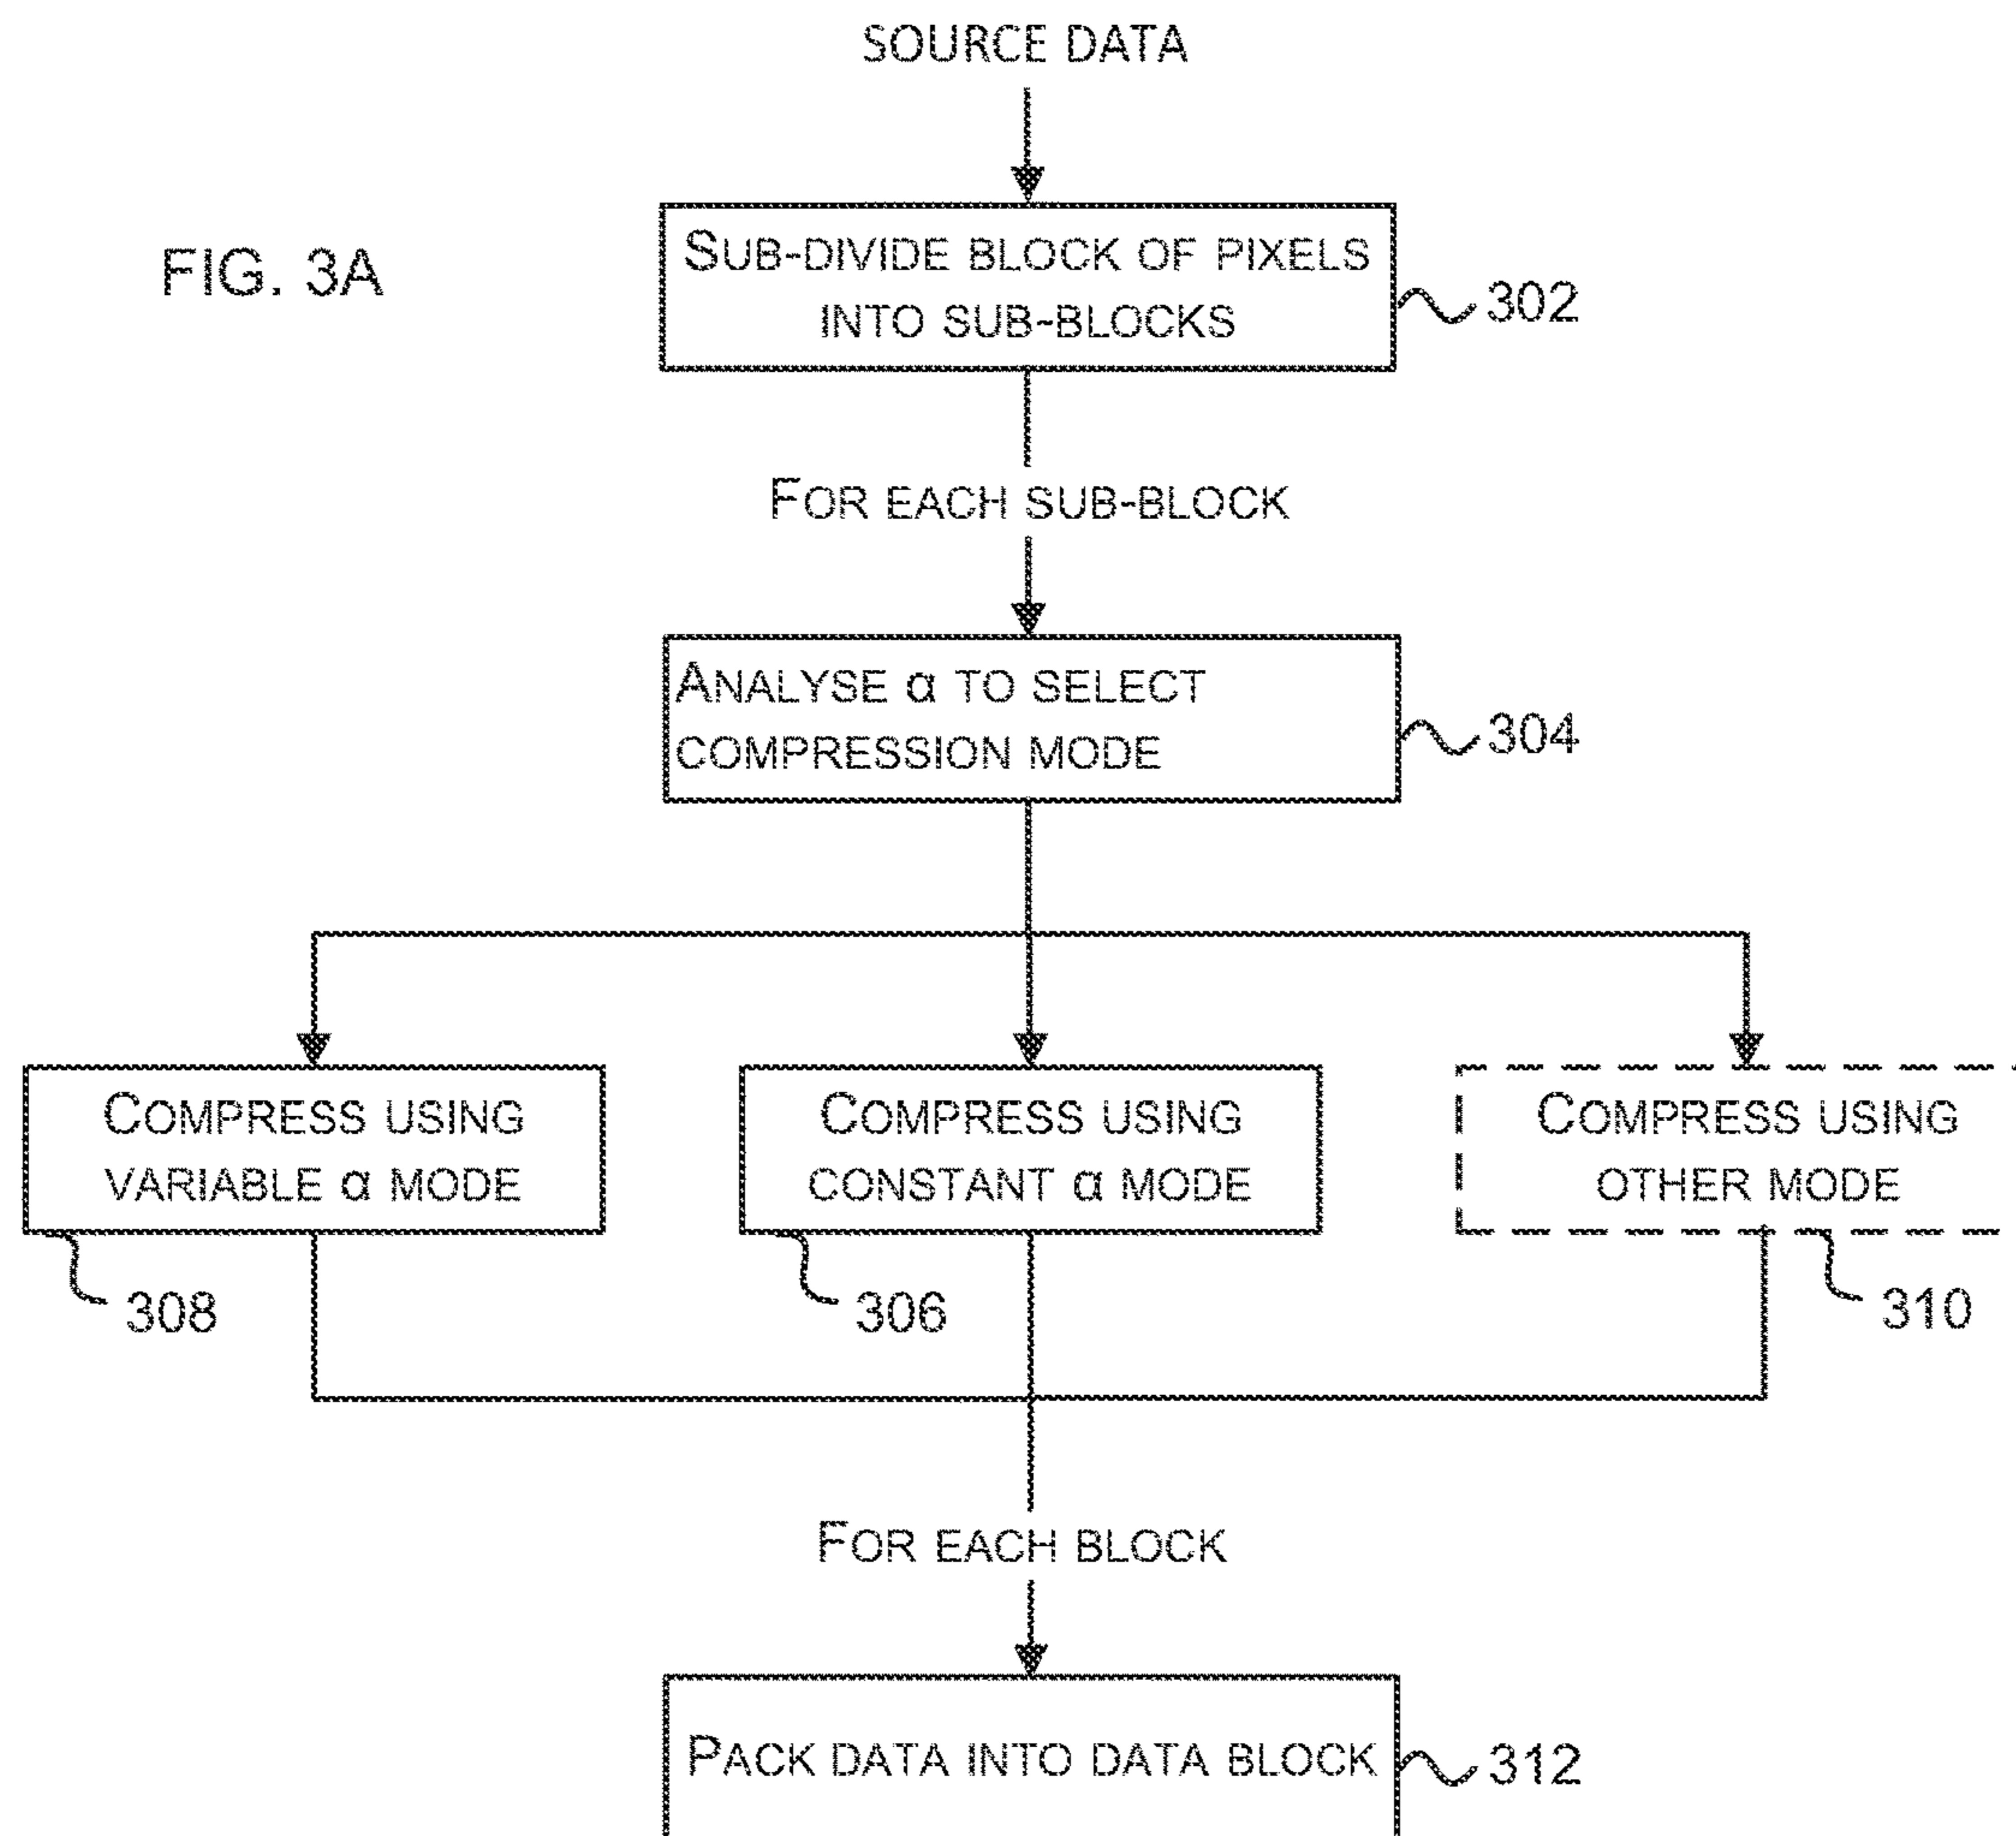 SOURCE DATA
FIG. 3A
SUB-DIVIDE BLOCK OF PIXELS
INTO SUB-BLOCKS
302
FOR EACH SUB-BLOCK
ANALYSE α TO SELECT
COMPRESSION MODE
304
COMPRESS USING
VARIABLE α MODE
308
COMPRESS USING
CONSTANT α MODE
306
COMPRESS USING
OTHER MODE
310
FOR EACH BLOCK
PACK DATA INTO DATA BLOCK
312